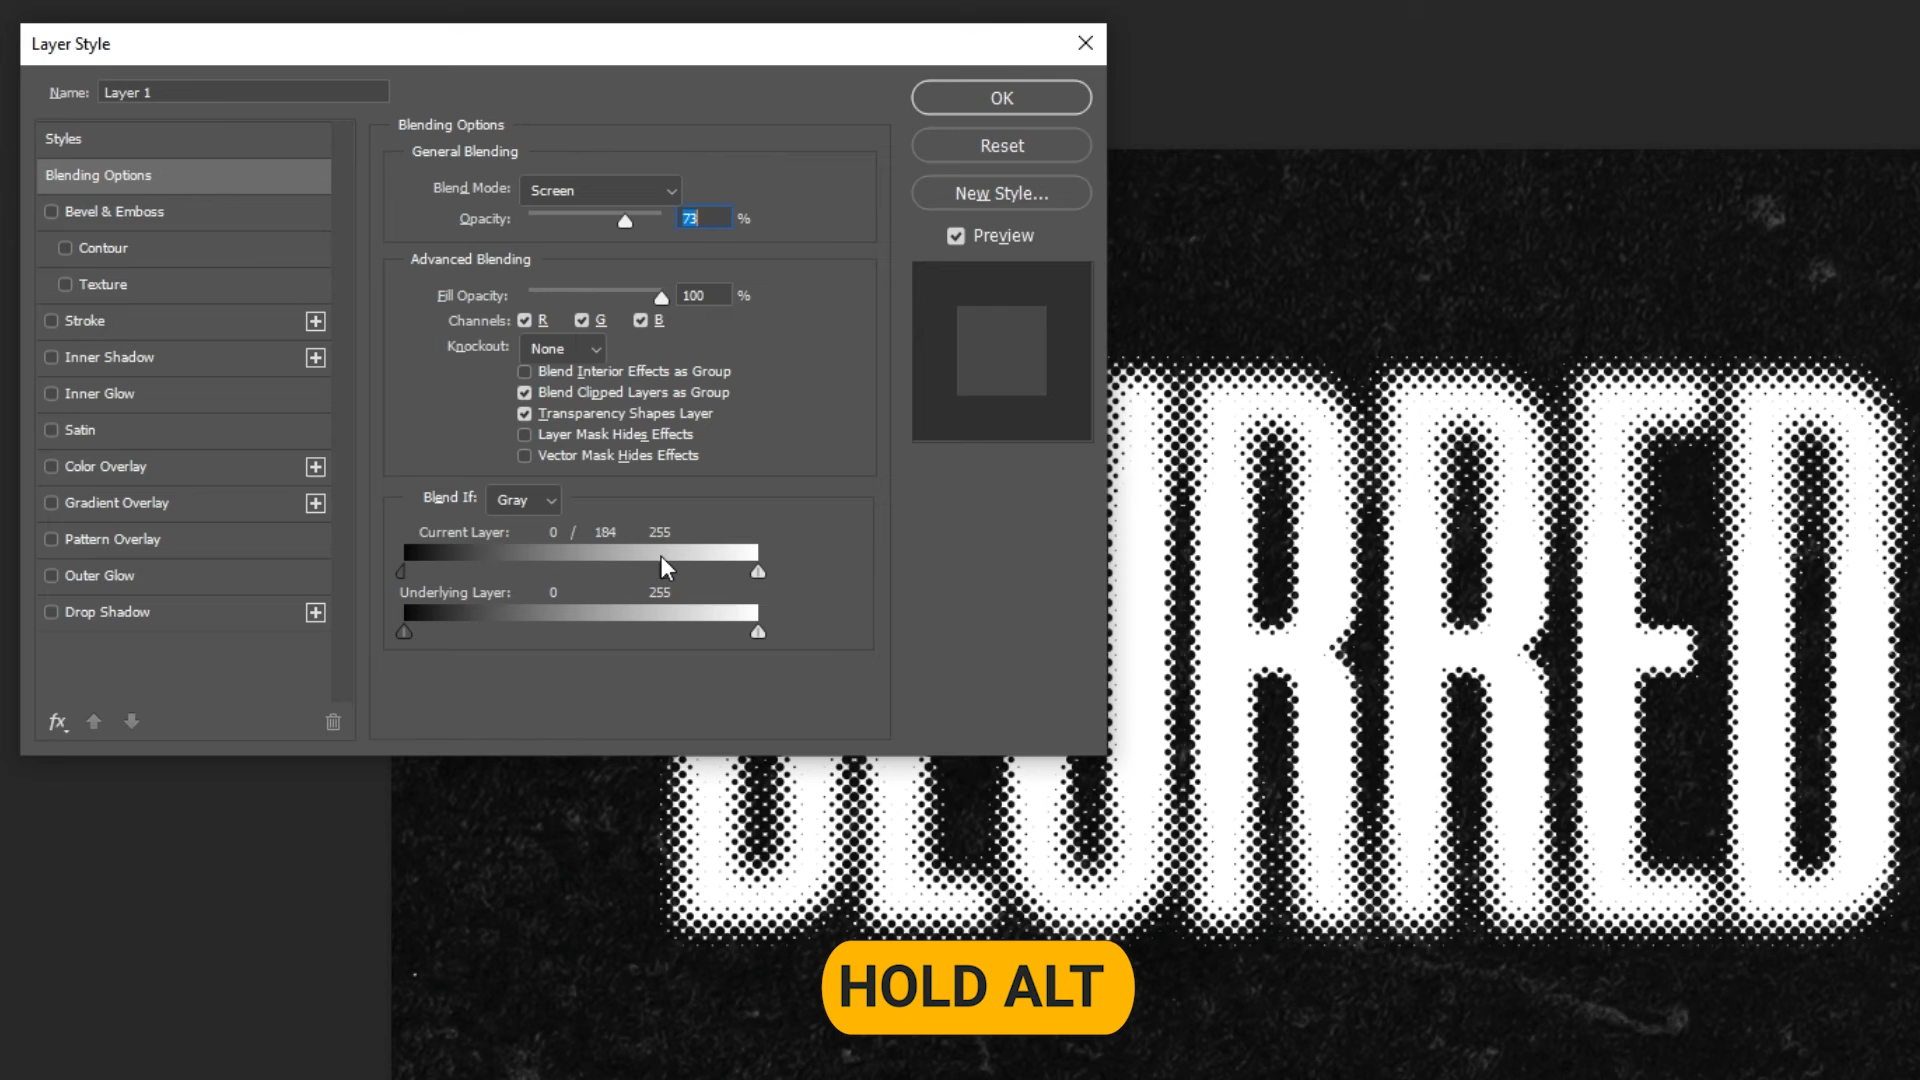 Layer Style
Name: Layer 1
Styles
Blending Options
Bevel & Emboss
Contour
Texture
Stroke
Inner Shadow
Inner Glow
Satin
Color Overlay
Gradient Overlay
Pattern Overlay
Outer Glow
Drop Shadow
fx
Blending Options
General Blending
Blend Mode: Screen
Opacity: 73 %
Advanced Blending
Fill Opacity: 100 %
Channels: R G B
Knockout: None
Blend Interior Effects as Group
Blend Clipped Layers as Group
Transparency Shapes Layer
Layer Mask Hides Effects
Vector Mask Hides Effects
Blend If: Gray
Current Layer: 0 / 184 255
Underlying Layer: 0 255
OK
Reset
New Style...
Preview
BLURRED
HOLD ALT